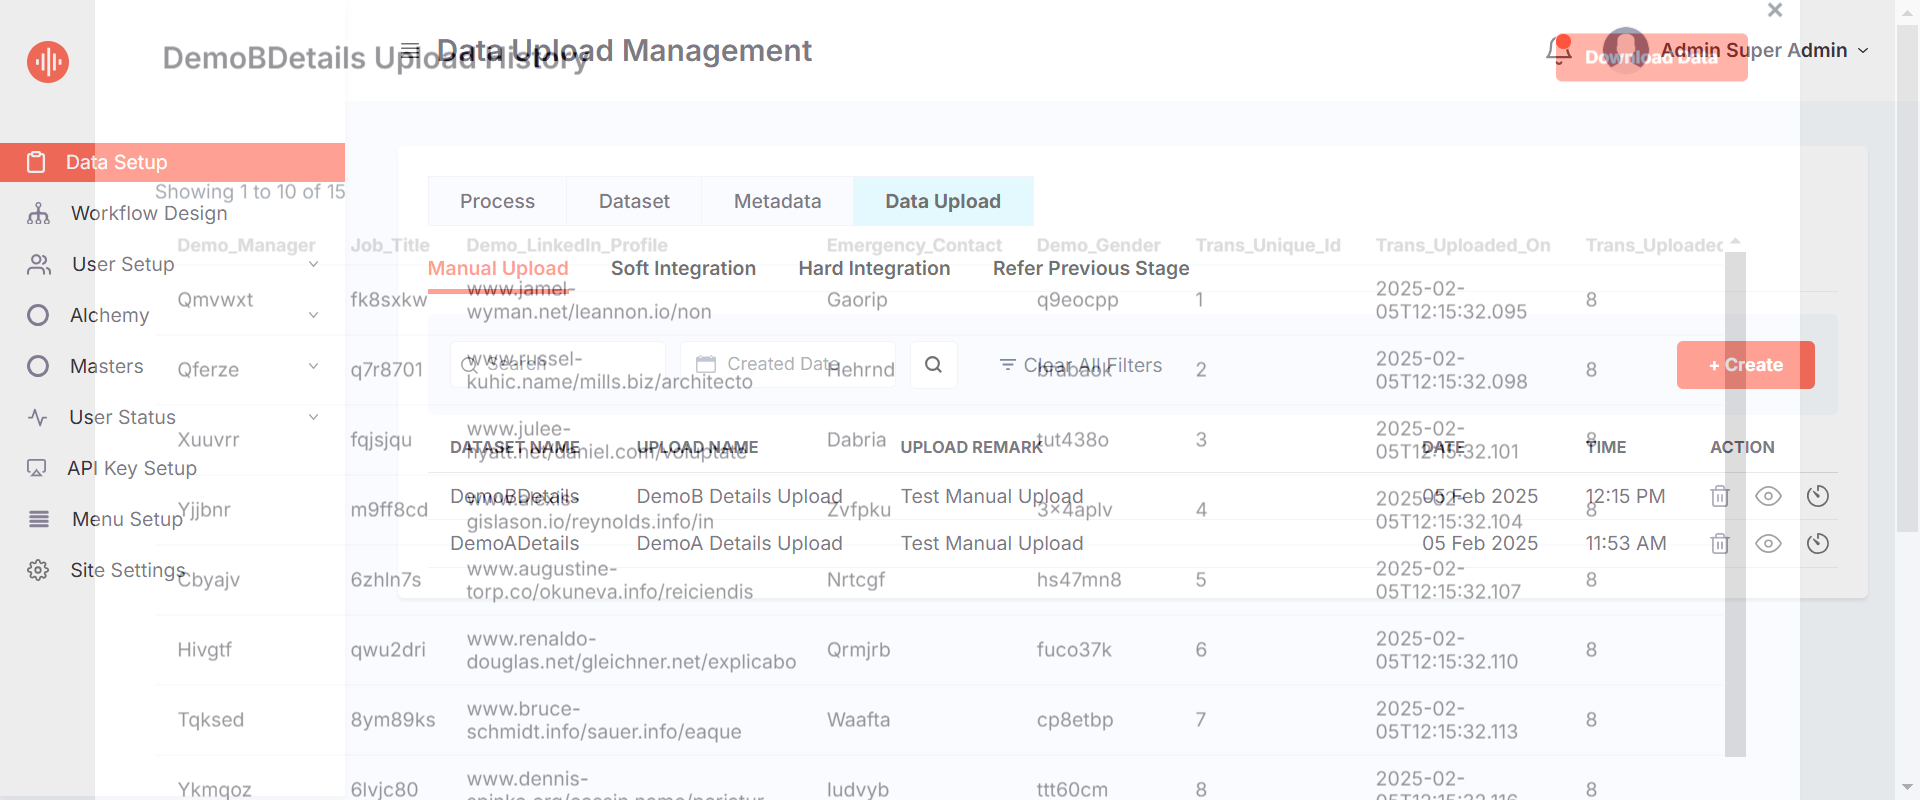 DemoBDetails Upload History
Data Upload Management
Admin Super Admin
Download Data
Data Setup
Workflow Design
User Setup
Alchemy
Masters
User Status
API Key Setup
Menu Setup
Site Settings
Showing 1 to 10 of 15
Process Dataset Metadata Data Upload
Manual Upload Soft Integration Hard Integration Refer Previous Stage
Search Created Date Clear All Filters + Create
DATASET NAME UPLOAD NAME UPLOAD REMARK DATE TIME ACTION
DemoBDetails DemoB Details Upload Test Manual Upload 05 Feb 2025 12:15 PM
DemoADetails DemoA Details Upload Test Manual Upload 05 Feb 2025 11:53 AM
Demo_Manager Job_Title Demo_LinkedIn_Profile Emergency_Contact Demo_Gender Trans_Unique_Id Trans_Uploaded_On Trans_Uploaded
Qmvwxt fk8sxkw www.jamel- Gaorip q9eocpp 1 2025-02- 8
wyman.net/leannon.io/non 05T12:15:32.095
Qferze q7r8701 www.russel- Hehrnd brabaok 2 2025-02- 8
kuhic.name/mills.biz/architecto 05T12:15:32.098
Xuuvrr fqjsjqu www.julee- Dabria tut438o 3 2025-02- 8
hyatt.net/daniel.com/voluptate 05T12:15:32.101
Yjjbnr m9ff8cd www.alexis- Zvfpku 3x4aplv 4 2025-02- 8
gislason.io/reynolds.info/in 05T12:15:32.104
Cbyajv 6zhln7s www.augustine- Nrtcgf hs47mn8 5 2025-02- 8
torp.co/okuneva.info/reiciendis 05T12:15:32.107
Hivgtf qwu2dri www.renaldo- Qrmjrb fuco37k 6 2025-02- 8
douglas.net/gleichner.net/explicabo 05T12:15:32.110
Tqksed 8ym89ks www.bruce- Waafta cp8etbp 7 2025-02- 8
schmidt.info/sauer.info/eaque 05T12:15:32.113
Ykmqoz 6lvjc80 www.dennis- Iudvyb ttt60cm 8 2025-02- 8